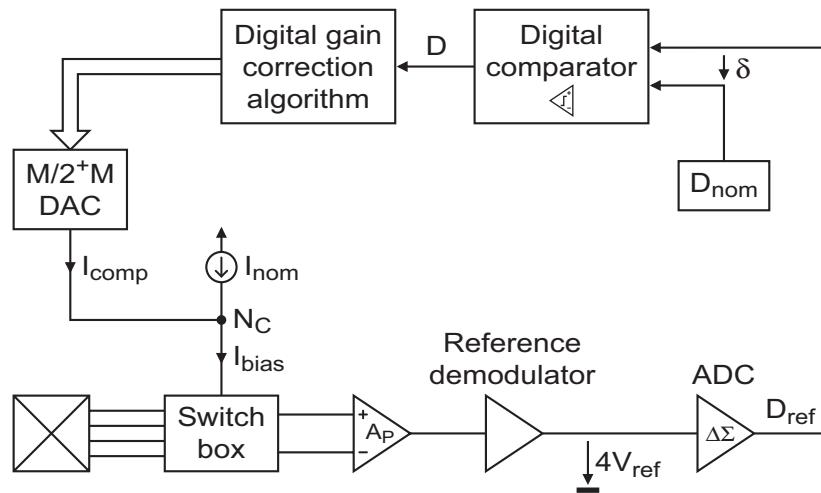 Digital gain
correction
algorithm
D
Digital
comparator
δ
D_nom
M/2⁺M
DAC
I_comp
I_nom
N_C
I_bias
Switch
box
+
A_P
−
Reference
demodulator
4V_ref
ADC
ΔΣ
D_ref